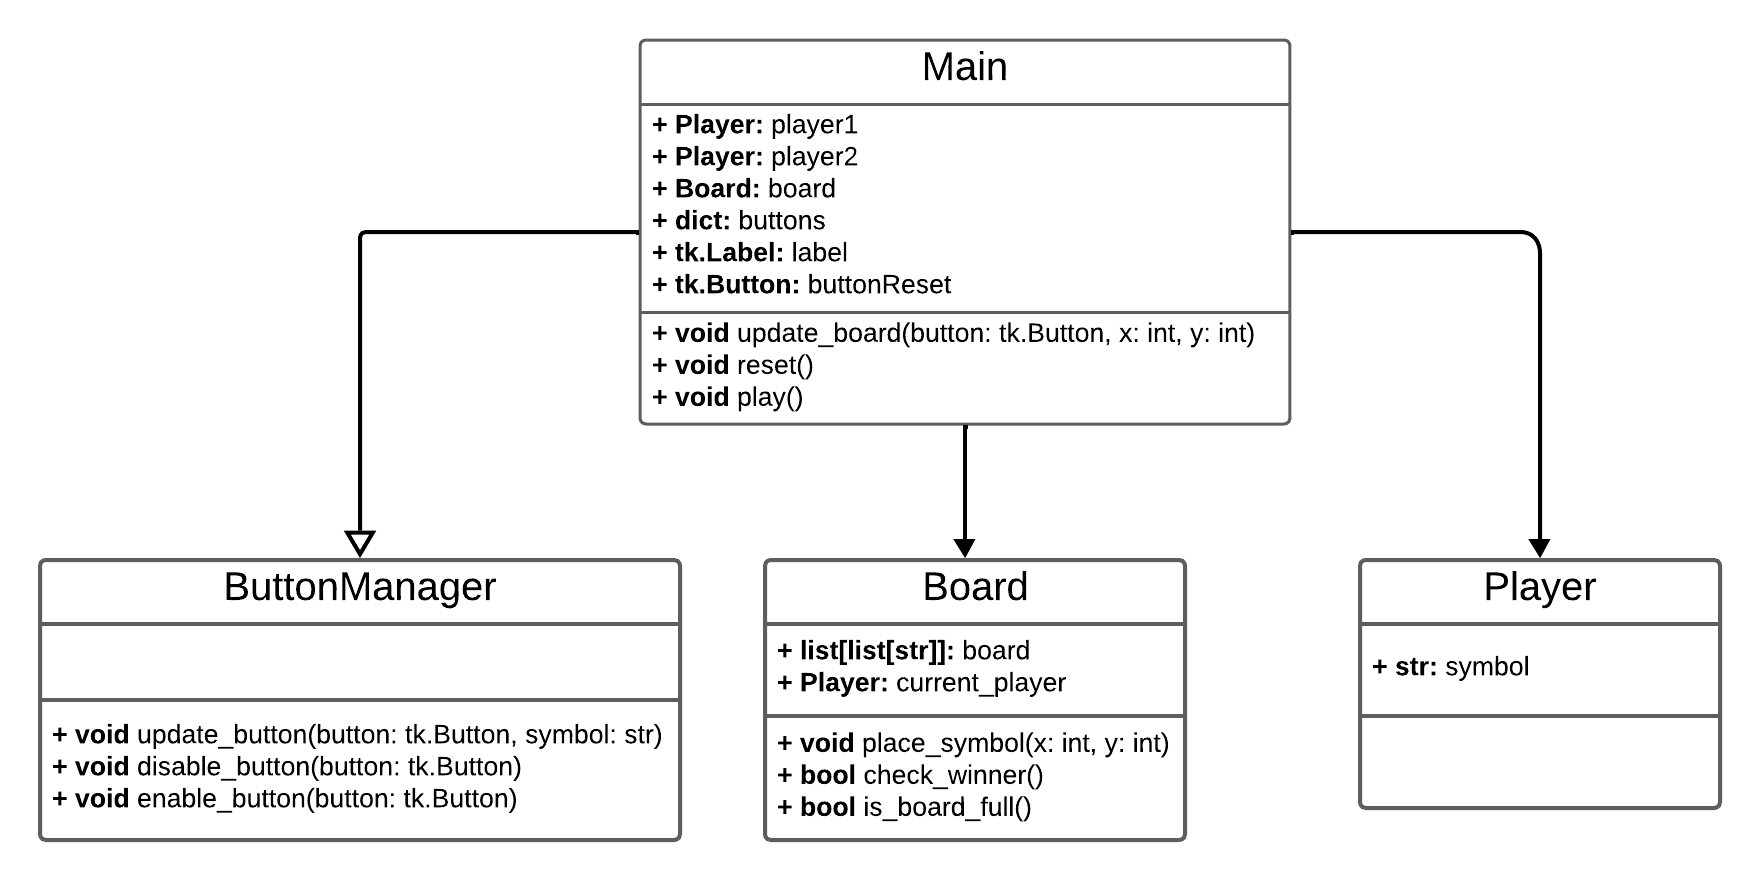 Main
+ Player: player1
+ Player: player2
+ Board: board
+ dict: buttons
+ tk.Label: label
+ tk.Button: buttonReset
+ void update_board(button: tk.Button, x: int, y: int)
+ void reset()
+ void play()
ButtonManager
+ void update_button(button: tk.Button, symbol: str)
+ void disable_button(button: tk.Button)
+ void enable_button(button: tk.Button)
Board
+ list[list[str]]: board
+ Player: current_player
+ void place_symbol(x: int, y: int)
+ bool check_winner()
+ bool is_board_full()
Player
+ str: symbol